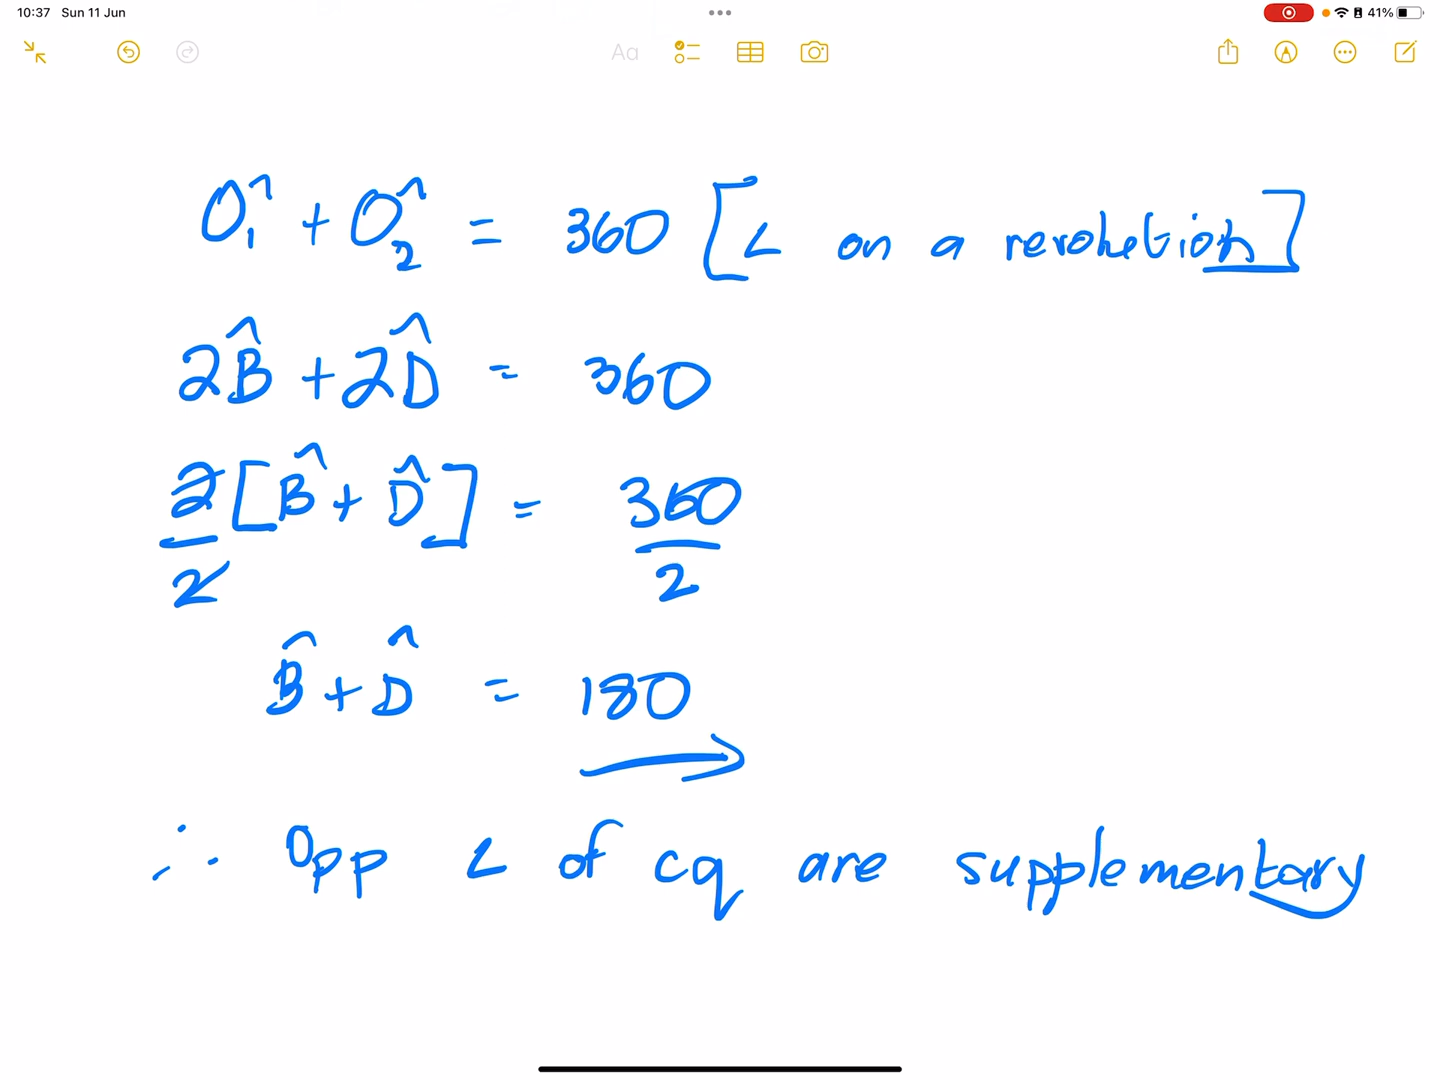 10:37 Sun 11 Jun 41%
Aa
Ô₁ + Ô₂ = 360 [∠ on a revolution]
2B̂ + 2D̂ = 360
2/2 [B̂ + D̂] = 360/2
B̂ + D̂ = 180
∴ Opp ∠ of cq are supplementary